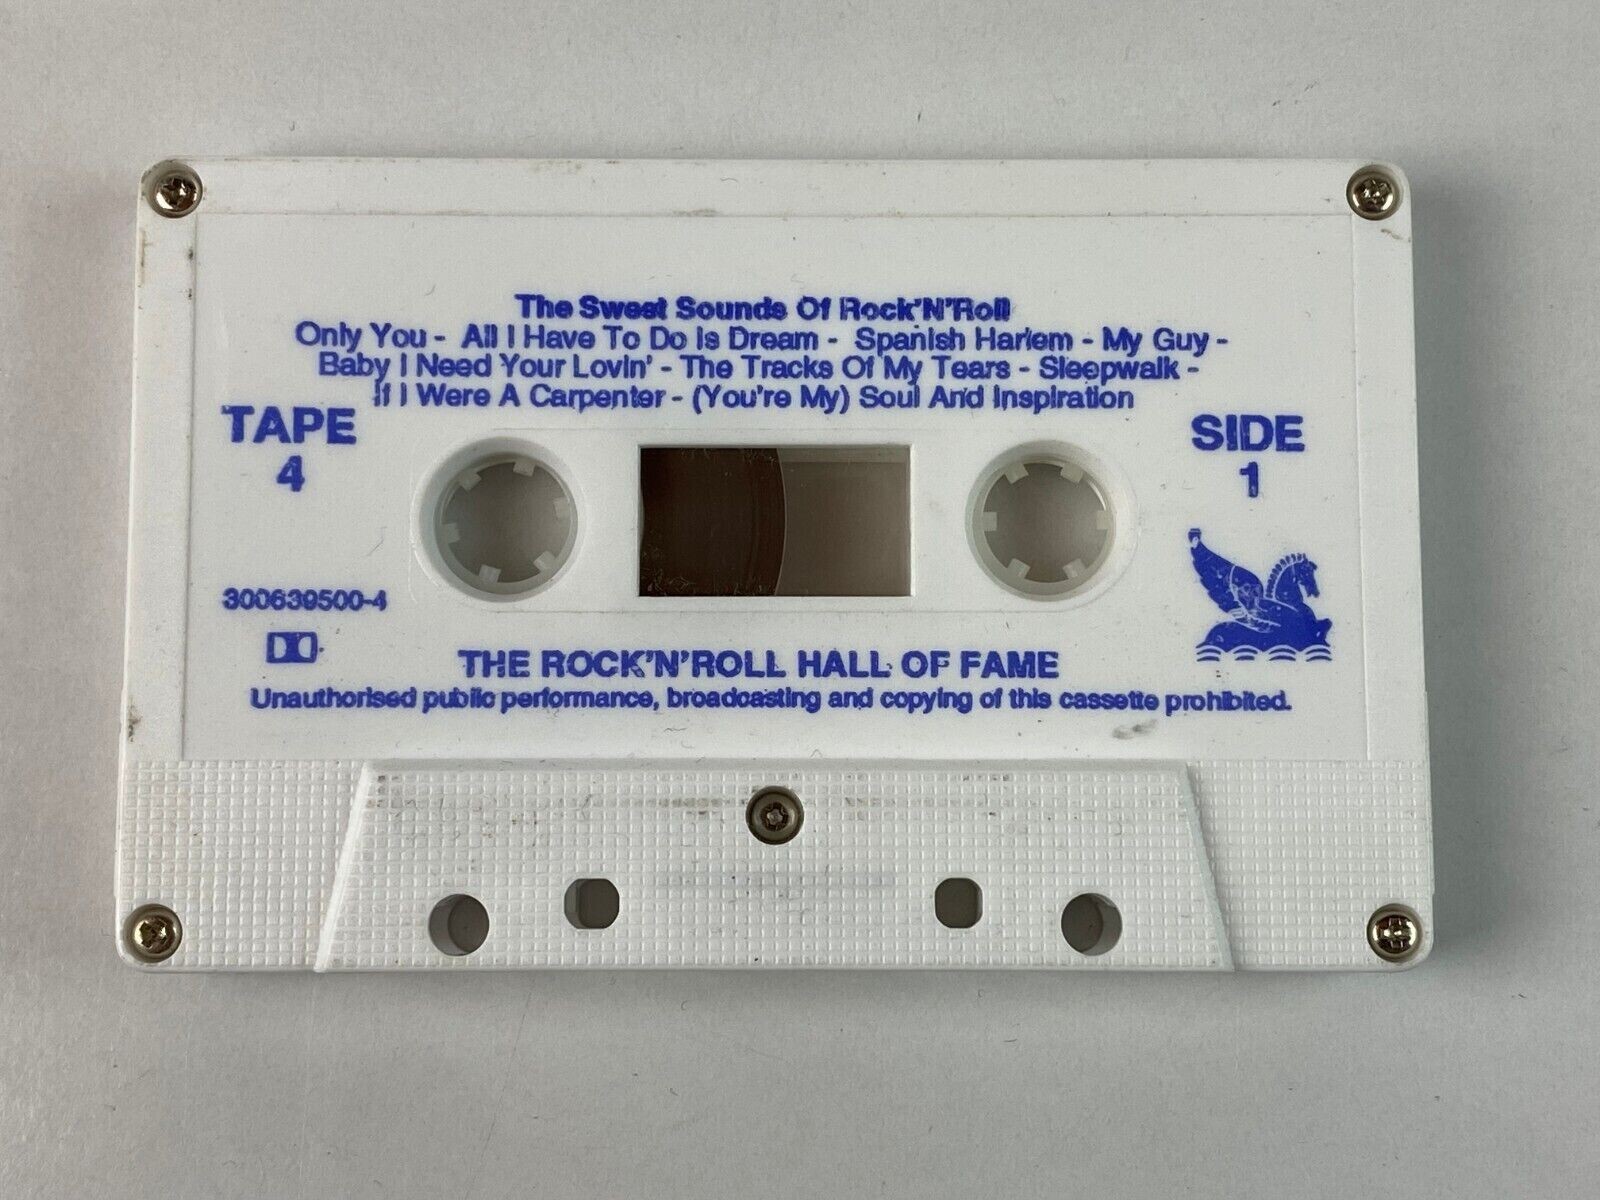 The Sweet Sounds Of Rock'N'Roll
Only You - All I Have To Do Is Dream - Spanish Harlem - My Guy -
Baby I Need Your Lovin' - The Tracks Of My Tears - Sleepwalk -
If I Were A Carpenter - (You're My) Soul And Inspiration
TAPE
4
SIDE
1
300639500-4
THE ROCK'N'ROLL HALL OF FAME
Unauthorised public performance, broadcasting and copying of this cassette prohibited.